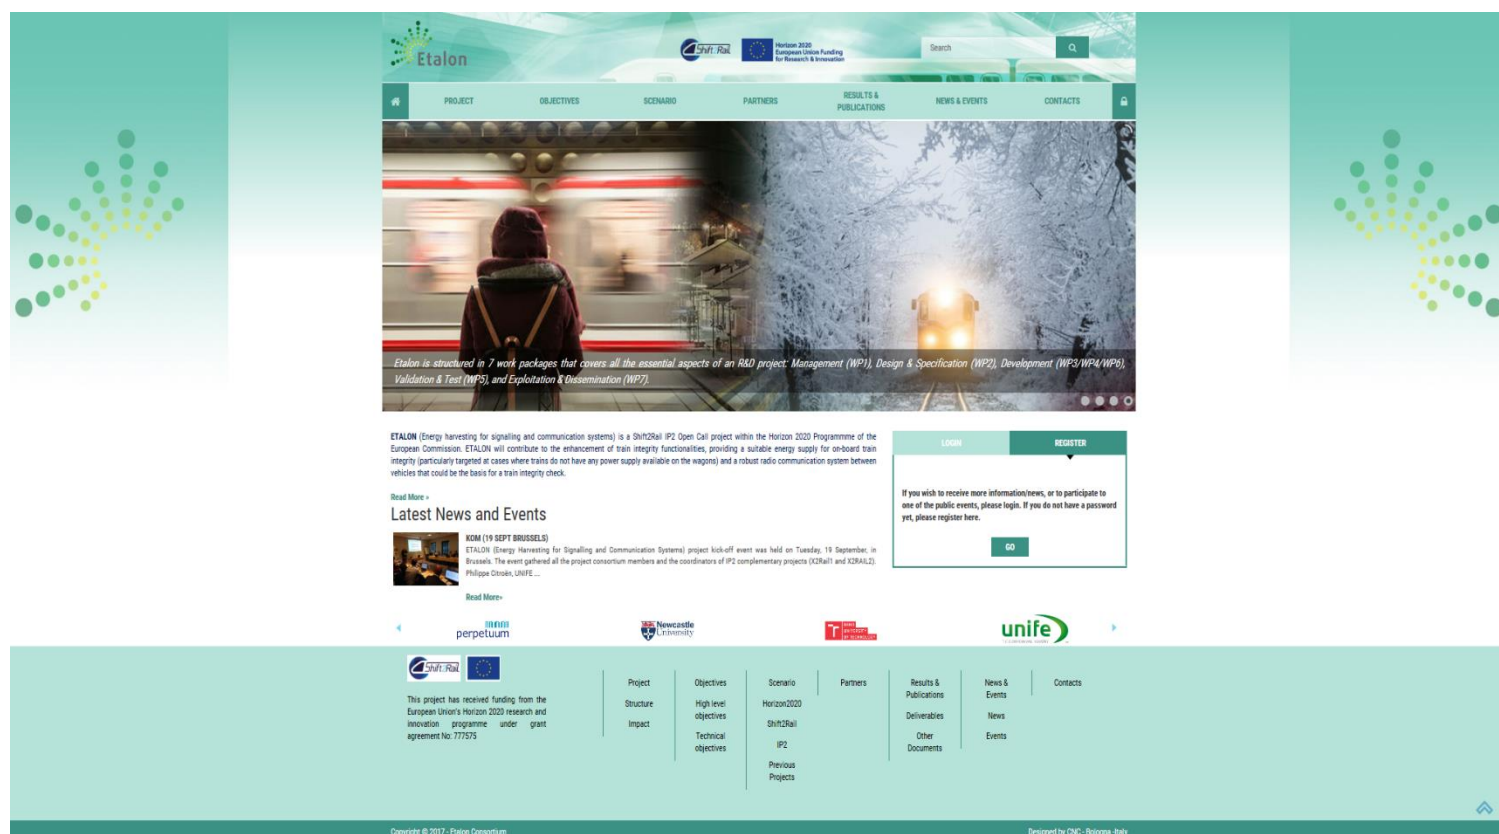 Etalon
Shift2Rail
Horizon 2020
European Union Funding
for Research & Innovation
Search
PROJECT
OBJECTIVES
SCENARIO
PARTNERS
RESULTS &
PUBLICATIONS
NEWS & EVENTS
CONTACTS
Etalon is structured in 7 work packages that covers all the essential aspects of an R&D project: Management (WP1), Design & Specification (WP2), Development (WP3/WP4/WP6),
Validation & Test (WP5), and Exploitation & Dissemination (WP7).
ETALON (Energy harvesting for signalling and communication systems) is a Shift2Rail IP2 Open Call project within the Horizon 2020 Programmme of the
European Commission. ETALON will contribute to the enhancement of train integrity functionalities, providing a suitable energy supply for on-board train
integrity (particularly targeted at cases where trains do not have any power supply available on the wagons) and a robust radio communication system between
vehicles that could be the basis for a train integrity check.
Read More »
LOGIN
REGISTER
If you wish to receive more information/news, or to participate to
one of the public events, please login. If you do not have a password
yet, please register here.
GO
Latest News and Events
KOM (19 SEPT BRUSSELS)
ETALON (Energy Harvesting for Signalling and Communication Systems) project kick-off event was held on Tuesday, 19 September, in
Brussels. The event gathered all the project consortium members and the coordinators of IP2 complementary projects (X2Rail1 and X2RAIL2).
Philippe Citroën, UNIFE ...
Read More»
perpetuum
Newcastle
University
unife
Shift2Rail
This project has received funding from the
European Union's Horizon 2020 research and
innovation programme under grant
agreement No: 777575
Project
Structure
Impact
Objectives
High level
objectives
Technical
objectives
Scenario
Horizon2020
Shift2Rail
IP2
Previous
Projects
Partners
Results &
Publications
Deliverables
Other
Documents
News &
Events
News
Events
Contacts
Copyright © 2017 - Etalon Consortium
Designed by CNC - Bologna -Italy